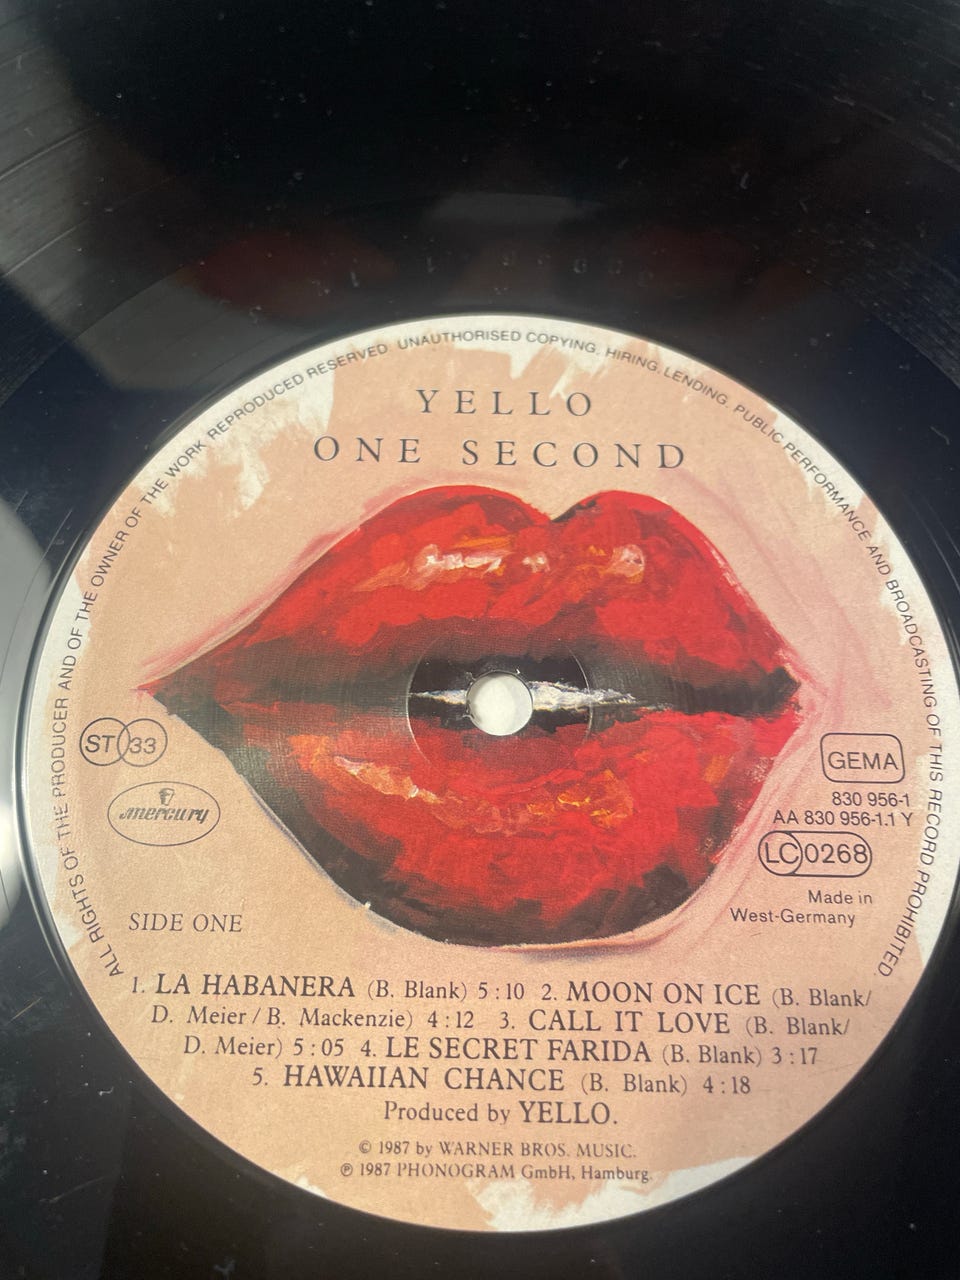 ALL RIGHTS OF THE PRODUCER AND OF THE OWNER OF THE WORK REPRODUCED RESERVED UNAUTHORISED COPYING, HIRING, LENDING, PUBLIC PERFORMANCE AND BROADCASTING OF THIS RECORD PROHIBITED
YELLO
ONE SECOND
ST 33
mercury
GEMA
830 956-1
AA 830 956-1.1 Y
LC 0268
Made in
West-Germany
SIDE ONE
1. LA HABANERA (B. Blank) 5:10 2. MOON ON ICE (B. Blank/
D. Meier / B. Mackenzie) 4:12 3. CALL IT LOVE (B. Blank/
D. Meier) 5:05 4. LE SECRET FARIDA (B. Blank) 3:17
5. HAWAIIAN CHANCE (B. Blank) 4:18
Produced by YELLO.
© 1987 by WARNER BROS. MUSIC.
℗ 1987 PHONOGRAM GmbH, Hamburg.